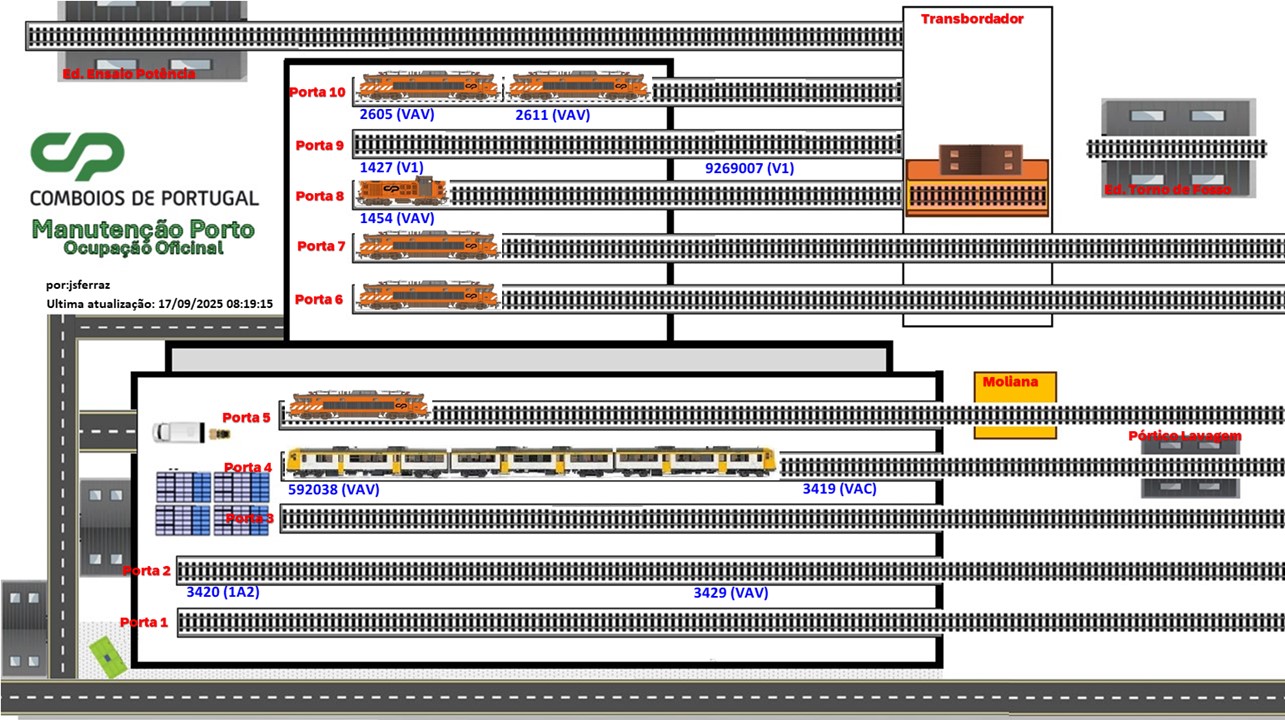 Transbordador
Ed. Ensaio Potência
Porta 10
2605 (VAV) 2611 (VAV)
Porta 9
1427 (V1) 9269007 (V1)
CP
COMBOIOS DE PORTUGAL
Manutenção Porto
Ocupação Oficinal
Porta 8
1454 (VAV)
Ed. Torno de Fosso
Porta 7
por:jsferraz
Ultima atualização: 17/09/2025 08:19:15
Porta 6
Moliana
Porta 5
Pórtico Lavagem
Porta 4
592038 (VAV) 3419 (VAC)
Porta 3
Porta 2
3420 (1A2) 3429 (VAV)
Porta 1